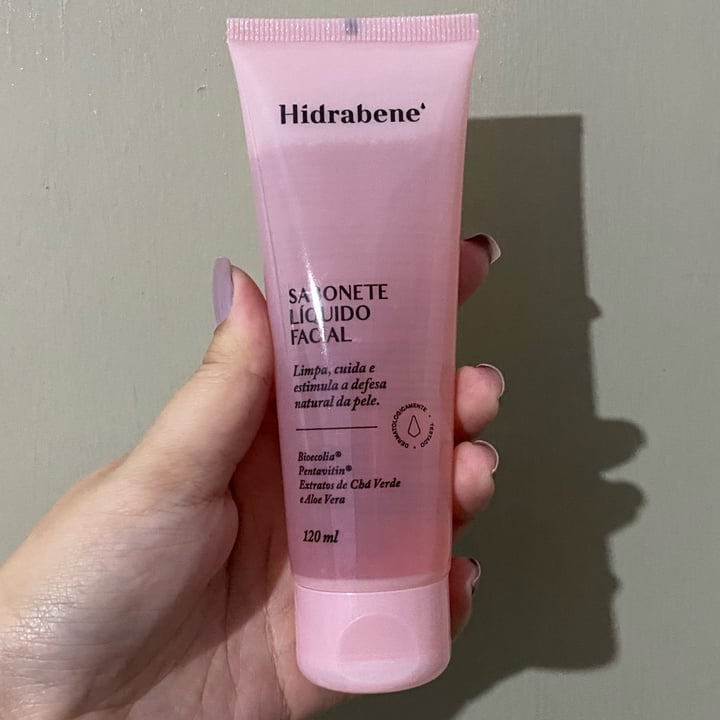 Hidrabene
SABONETE
LÍQUIDO
FACIAL
Limpa, cuida e
estimula a defesa
natural da pele.
DERMATOLOGICAMENTE • TESTADO •
Bioecolia®
Pentavitin®
Extratos de Chá Verde
e Aloe Vera
120 ml